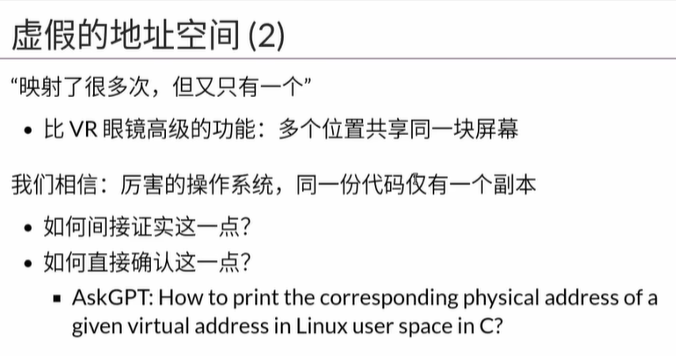 虚假的地址空间 (2)
“映射了很多次，但又只有一个”
• 比 VR 眼镜高级的功能：多个位置共享同一块屏幕
我们相信：厉害的操作系统，同一份代码仅有一个副本
• 如何间接证实这一点？
• 如何直接确认这一点？
▪ AskGPT: How to print the corresponding physical address of a
given virtual address in Linux user space in C?